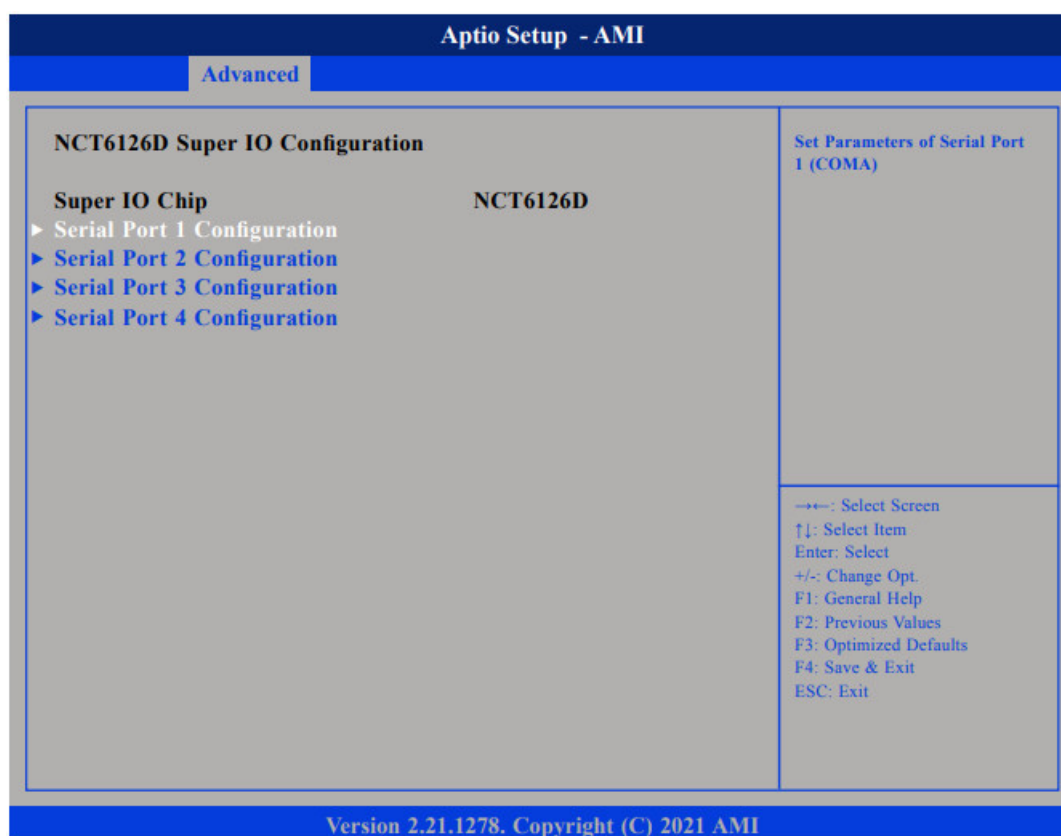 Aptio Setup - AMI
Advanced
NCT6126D Super IO Configuration
Super IO Chip NCT6126D
► Serial Port 1 Configuration
► Serial Port 2 Configuration
► Serial Port 3 Configuration
► Serial Port 4 Configuration
Set Parameters of Serial Port
1 (COMA)
→←: Select Screen
↑↓: Select Item
Enter: Select
+/-: Change Opt.
F1: General Help
F2: Previous Values
F3: Optimized Defaults
F4: Save & Exit
ESC: Exit
Version 2.21.1278. Copyright (C) 2021 AMI